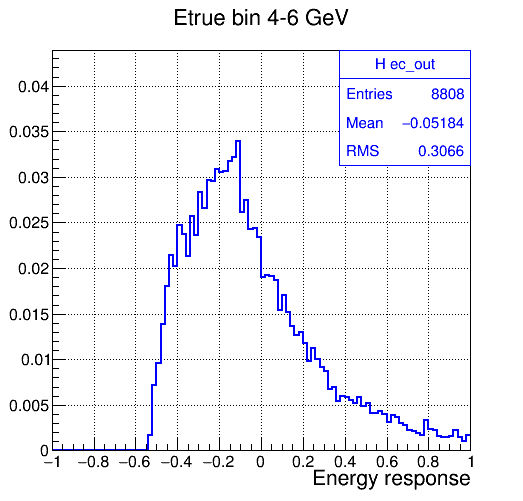 Etrue bin 4-6 GeV
H ec_out
Entries 8808
Mean −0.05184
RMS 0.3066
0.04
0.035
0.03
0.025
0.02
0.015
0.01
0.005
0
−1 −0.8 −0.6 −0.4 −0.2 0 0.2 0.4 0.6 0.8 1
Energy response